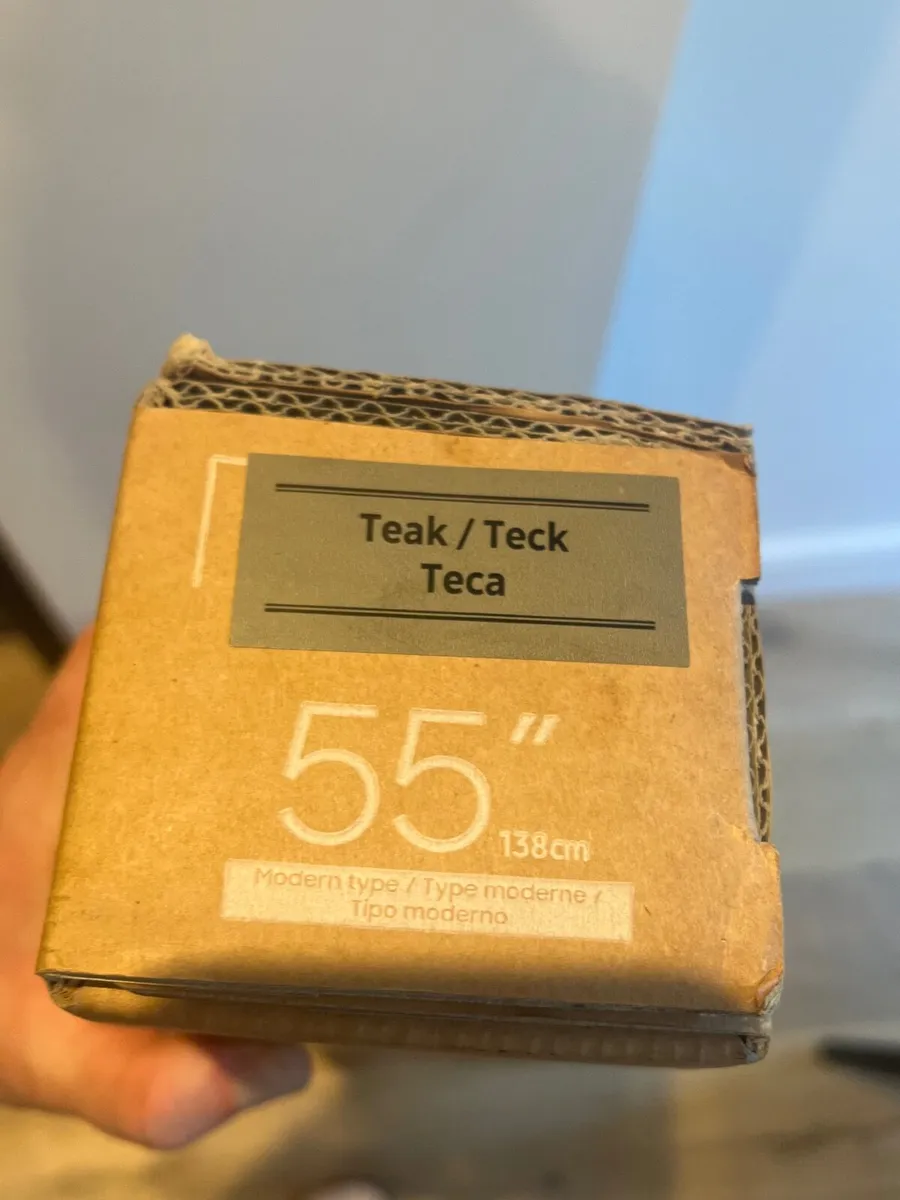 Teak / Teck
Teca
55"
138cm
Modern type / Type moderne /
Tipo moderno